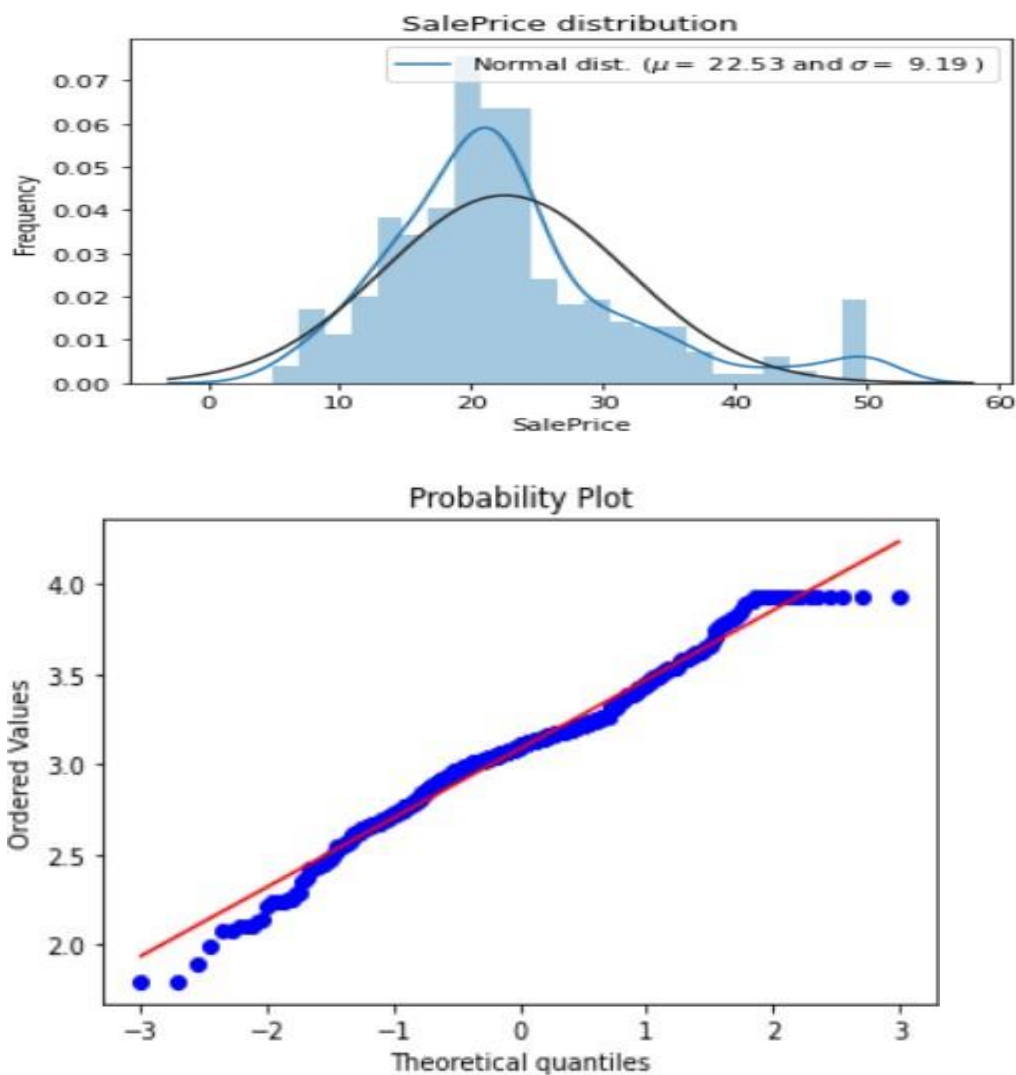 SalePrice distribution
Normal dist. (μ = 22.53 and σ = 9.19 )
0.07
0.06
0.05
0.04
0.03
0.02
0.01
0.00
Frequency
0 10 20 30 40 50 60
SalePrice
Probability Plot
4.0
3.5
3.0
2.5
2.0
Ordered Values
−3 −2 −1 0 1 2 3
Theoretical quantiles